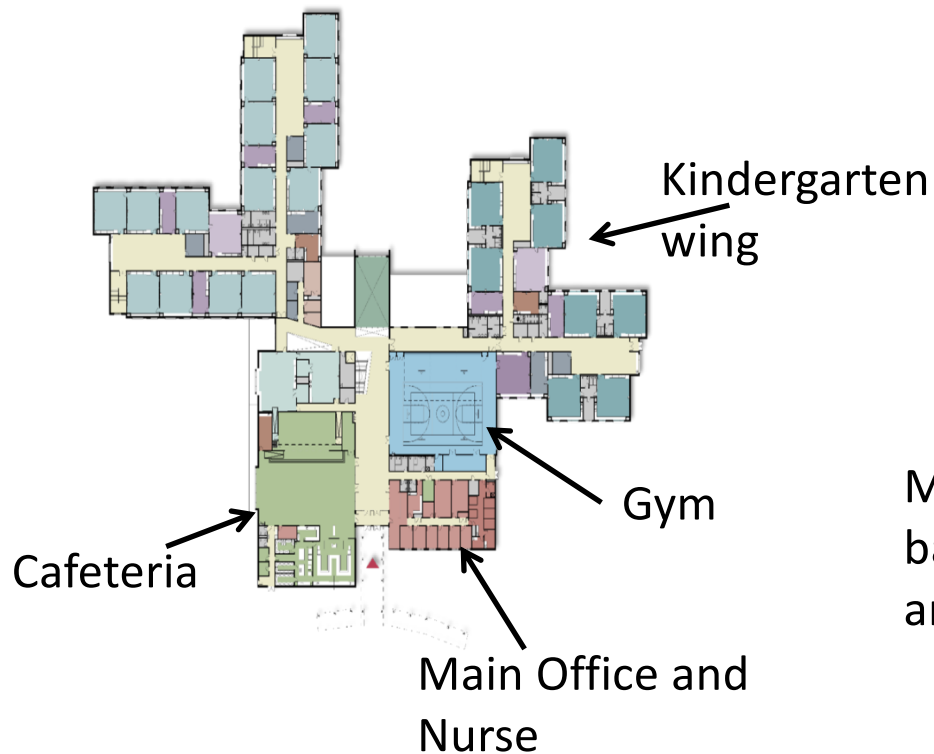 Kindergarten
wing
Gym
Cafeteria
Main Office and
Nurse